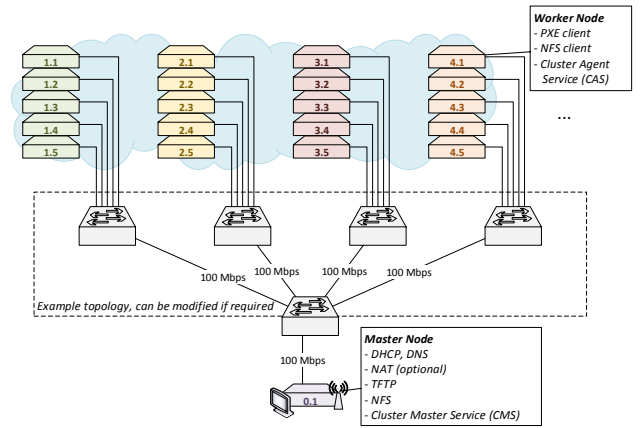 Worker Node
- PXE client
- NFS client
- Cluster Agent
Service (CAS)
1.1
2.1
3.1
4.1
1.2
2.2
3.2
4.2
1.3
2.3
3.3
4.3
...
1.4
2.4
3.4
4.4
1.5
2.5
3.5
4.5
100 Mbps
100 Mbps
100 Mbps
100 Mbps
Example topology, can be modified if required
100 Mbps
Master Node
- DHCP, DNS
- NAT (optional)
- TFTP
- NFS
- Cluster Master Service (CMS)
0.1